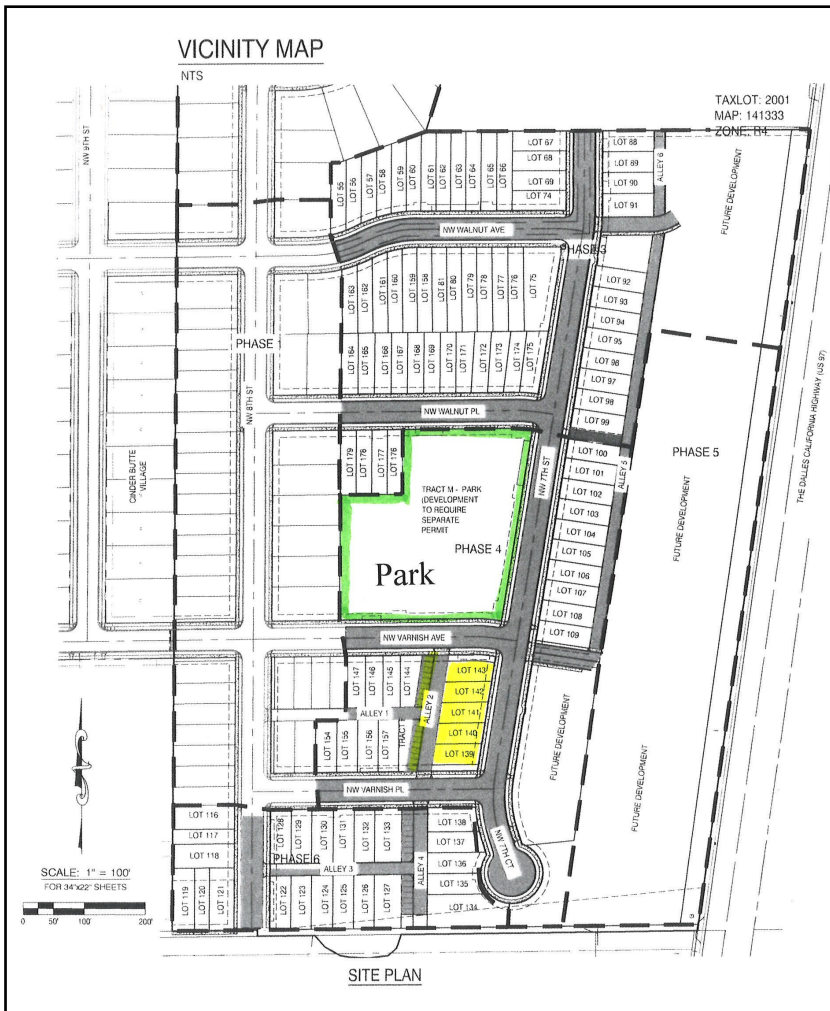 VICINITY MAP
NTS
TAXLOT: 2001
MAP: 141333
ZONE: R4
NW 9TH ST
LOT 55
LOT 56
LOT 57
LOT 58
LOT 59
LOT 60
LOT 61
LOT 62
LOT 63
LOT 64
LOT 65
LOT 66
LOT 67
LOT 68
LOT 69
LOT 74
LOT 88
LOT 89
LOT 90
LOT 91
ALLEY 6
FUTURE DEVELOPMENT
NW WALNUT AVE
PHASE 3
LOT 163
LOT 162
LOT 161
LOT 160
LOT 159
LOT 158
LOT 81
LOT 80
LOT 79
LOT 78
LOT 77
LOT 76
LOT 75
LOT 92
LOT 93
LOT 94
LOT 95
LOT 96
LOT 97
LOT 98
LOT 99
PHASE 1
LOT 164
LOT 165
LOT 166
LOT 167
LOT 168
LOT 169
LOT 170
LOT 171
LOT 172
LOT 173
LOT 174
LOT 175
NW 8TH ST
NW WALNUT PL
THE DALLES CALIFORNIA HIGHWAY (US 97)
CINDER BUTTE
VILLAGE
LOT 179
LOT 178
LOT 177
LOT 176
TRACT M - PARK
(DEVELOPMENT
TO REQUIRE
SEPARATE
PERMIT
PHASE 4
Park
NW 7TH ST
LOT 100
LOT 101
LOT 102
LOT 103
LOT 104
LOT 105
LOT 106
LOT 107
LOT 108
LOT 109
ALLEY 5
PHASE 5
FUTURE DEVELOPMENT
NW VARNISH AVE
LOT 147
LOT 146
LOT 145
LOT 144
ALLEY 1
ALLEY 2
LOT 143
LOT 142
LOT 141
LOT 140
LOT 139
LOT 154
LOT 155
LOT 156
LOT 157
TRACT
FUTURE DEVELOPMENT
FUTURE DEVELOPMENT
NW VARNISH PL
NW 7TH CT
LOT 116
LOT 117
LOT 118
LOT 119
LOT 120
LOT 121
LOT 128
LOT 129
LOT 130
LOT 131
LOT 132
LOT 133
PHASE 6
ALLEY 3
ALLEY 4
LOT 122
LOT 123
LOT 124
LOT 125
LOT 126
LOT 127
LOT 138
LOT 137
LOT 136
LOT 135
LOT 134
SCALE: 1" = 100'
FOR 34"x22" SHEETS
0 50' 100' 200'
SITE PLAN